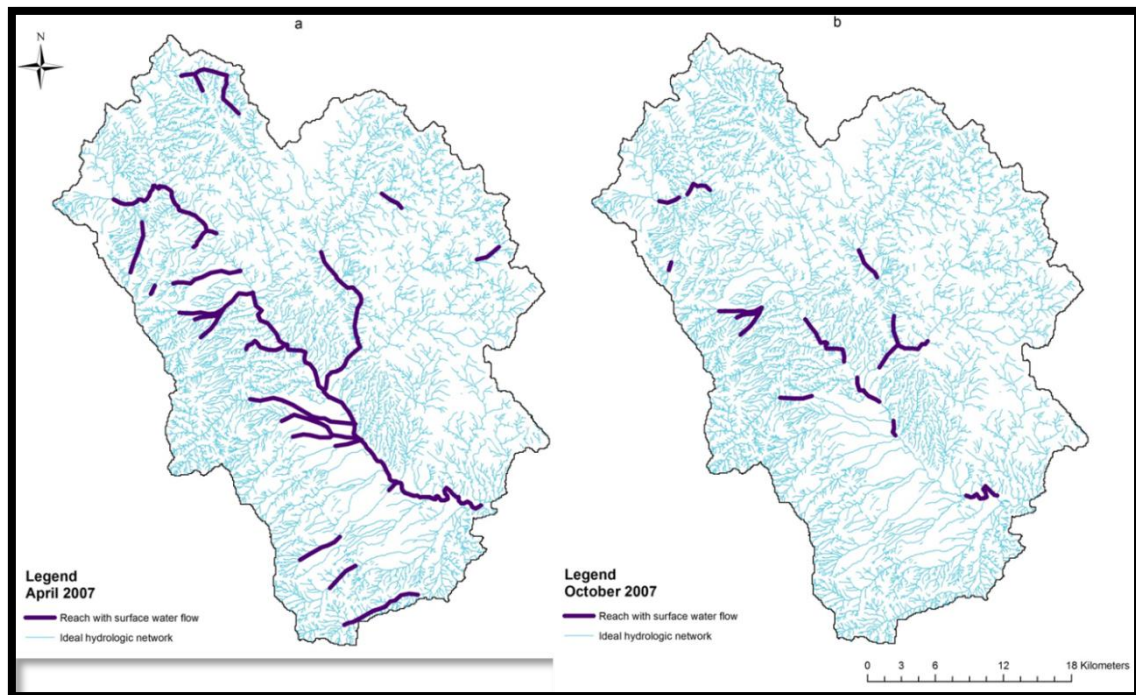 a
b
N
Legend
April 2007
Reach with surface water flow
Ideal hydrologic network
Legend
October 2007
Reach with surface water flow
Ideal hydrologic network
0 3 6 12 18 Kilometers